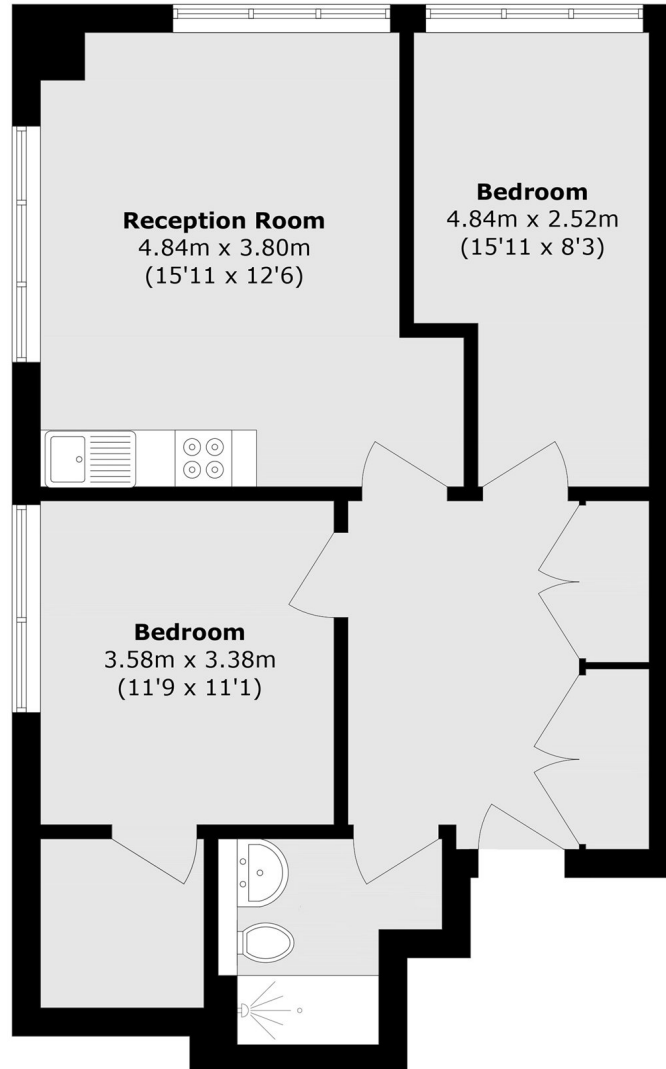 Reception Room
4.84m x 3.80m
(15'11 x 12'6)
Bedroom
4.84m x 2.52m
(15'11 x 8'3)
Bedroom
3.58m x 3.38m
(11'9 x 11'1)